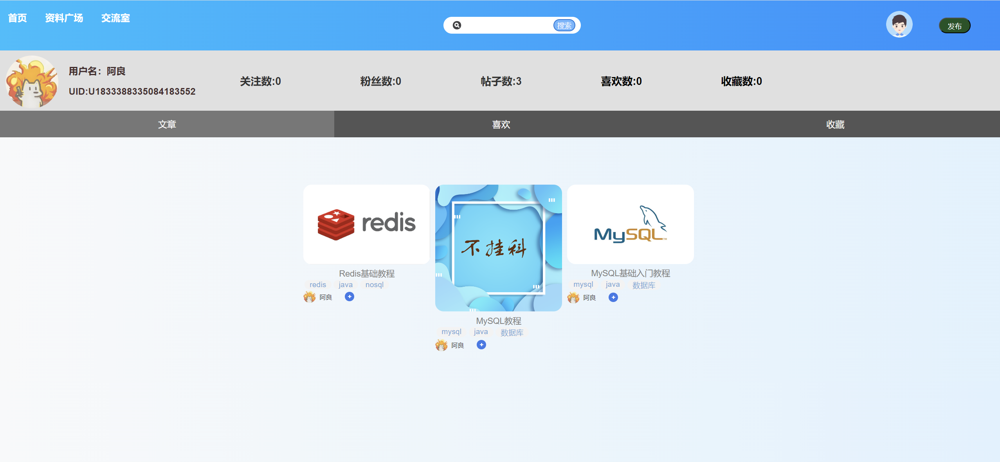 首页 资料广场 交流室
搜索
发布
用户名：阿良
UID:U1833388335084183552
关注数:0 粉丝数:0 帖子数:3 喜欢数:0 收藏数:0
文章 喜欢 收藏
redis
Redis基础教程
redis java nosql
阿良
不挂科
MySQL教程
mysql java 数据库
阿良
MySQL™
MySQL基础入门教程
mysql java 数据库
阿良